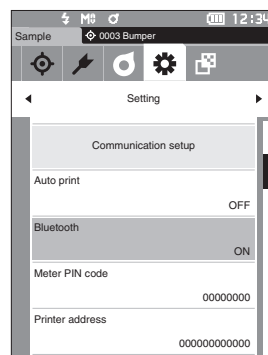 M0 12:34
Sample 0003 Bumper
Setting
Communication setup
Auto print
OFF
Bluetooth
ON
Meter PIN code
00000000
Printer address
000000000000